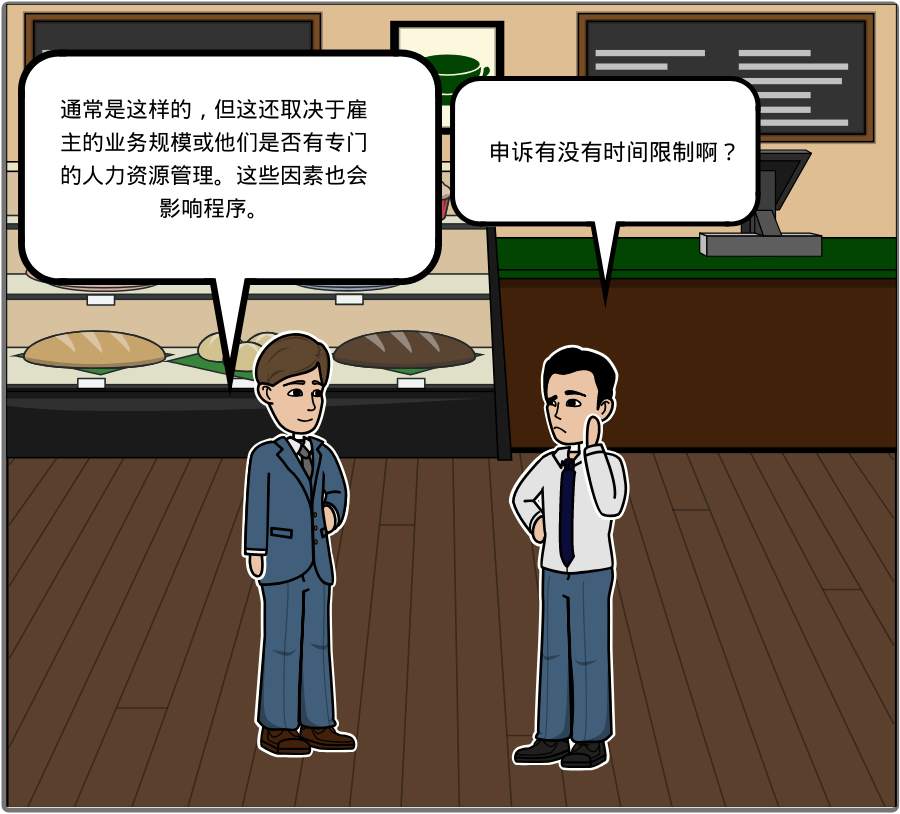 通常是这样的，但这还取决于雇
主的业务规模或他们是否有专门
的人力资源管理。这些因素也会
影响程序。
申诉有没有时间限制啊？